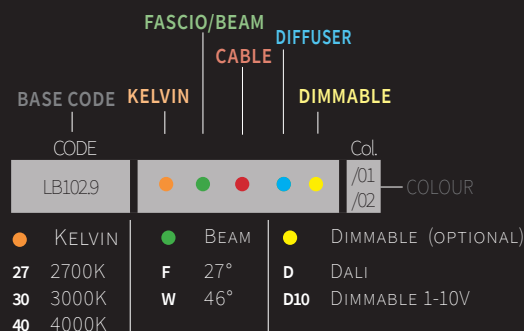 FASCIO/BEAM
DIFFUSER
CABLE
BASE CODE KELVIN DIMMABLE
CODE Col.
LB102.9 /01
/02 COLOUR
KELVIN BEAM DIMMABLE (OPTIONAL)
27 2700K F 27° D DALI
30 3000K W 46° D10 DIMMABLE 1-10V
40 4000K